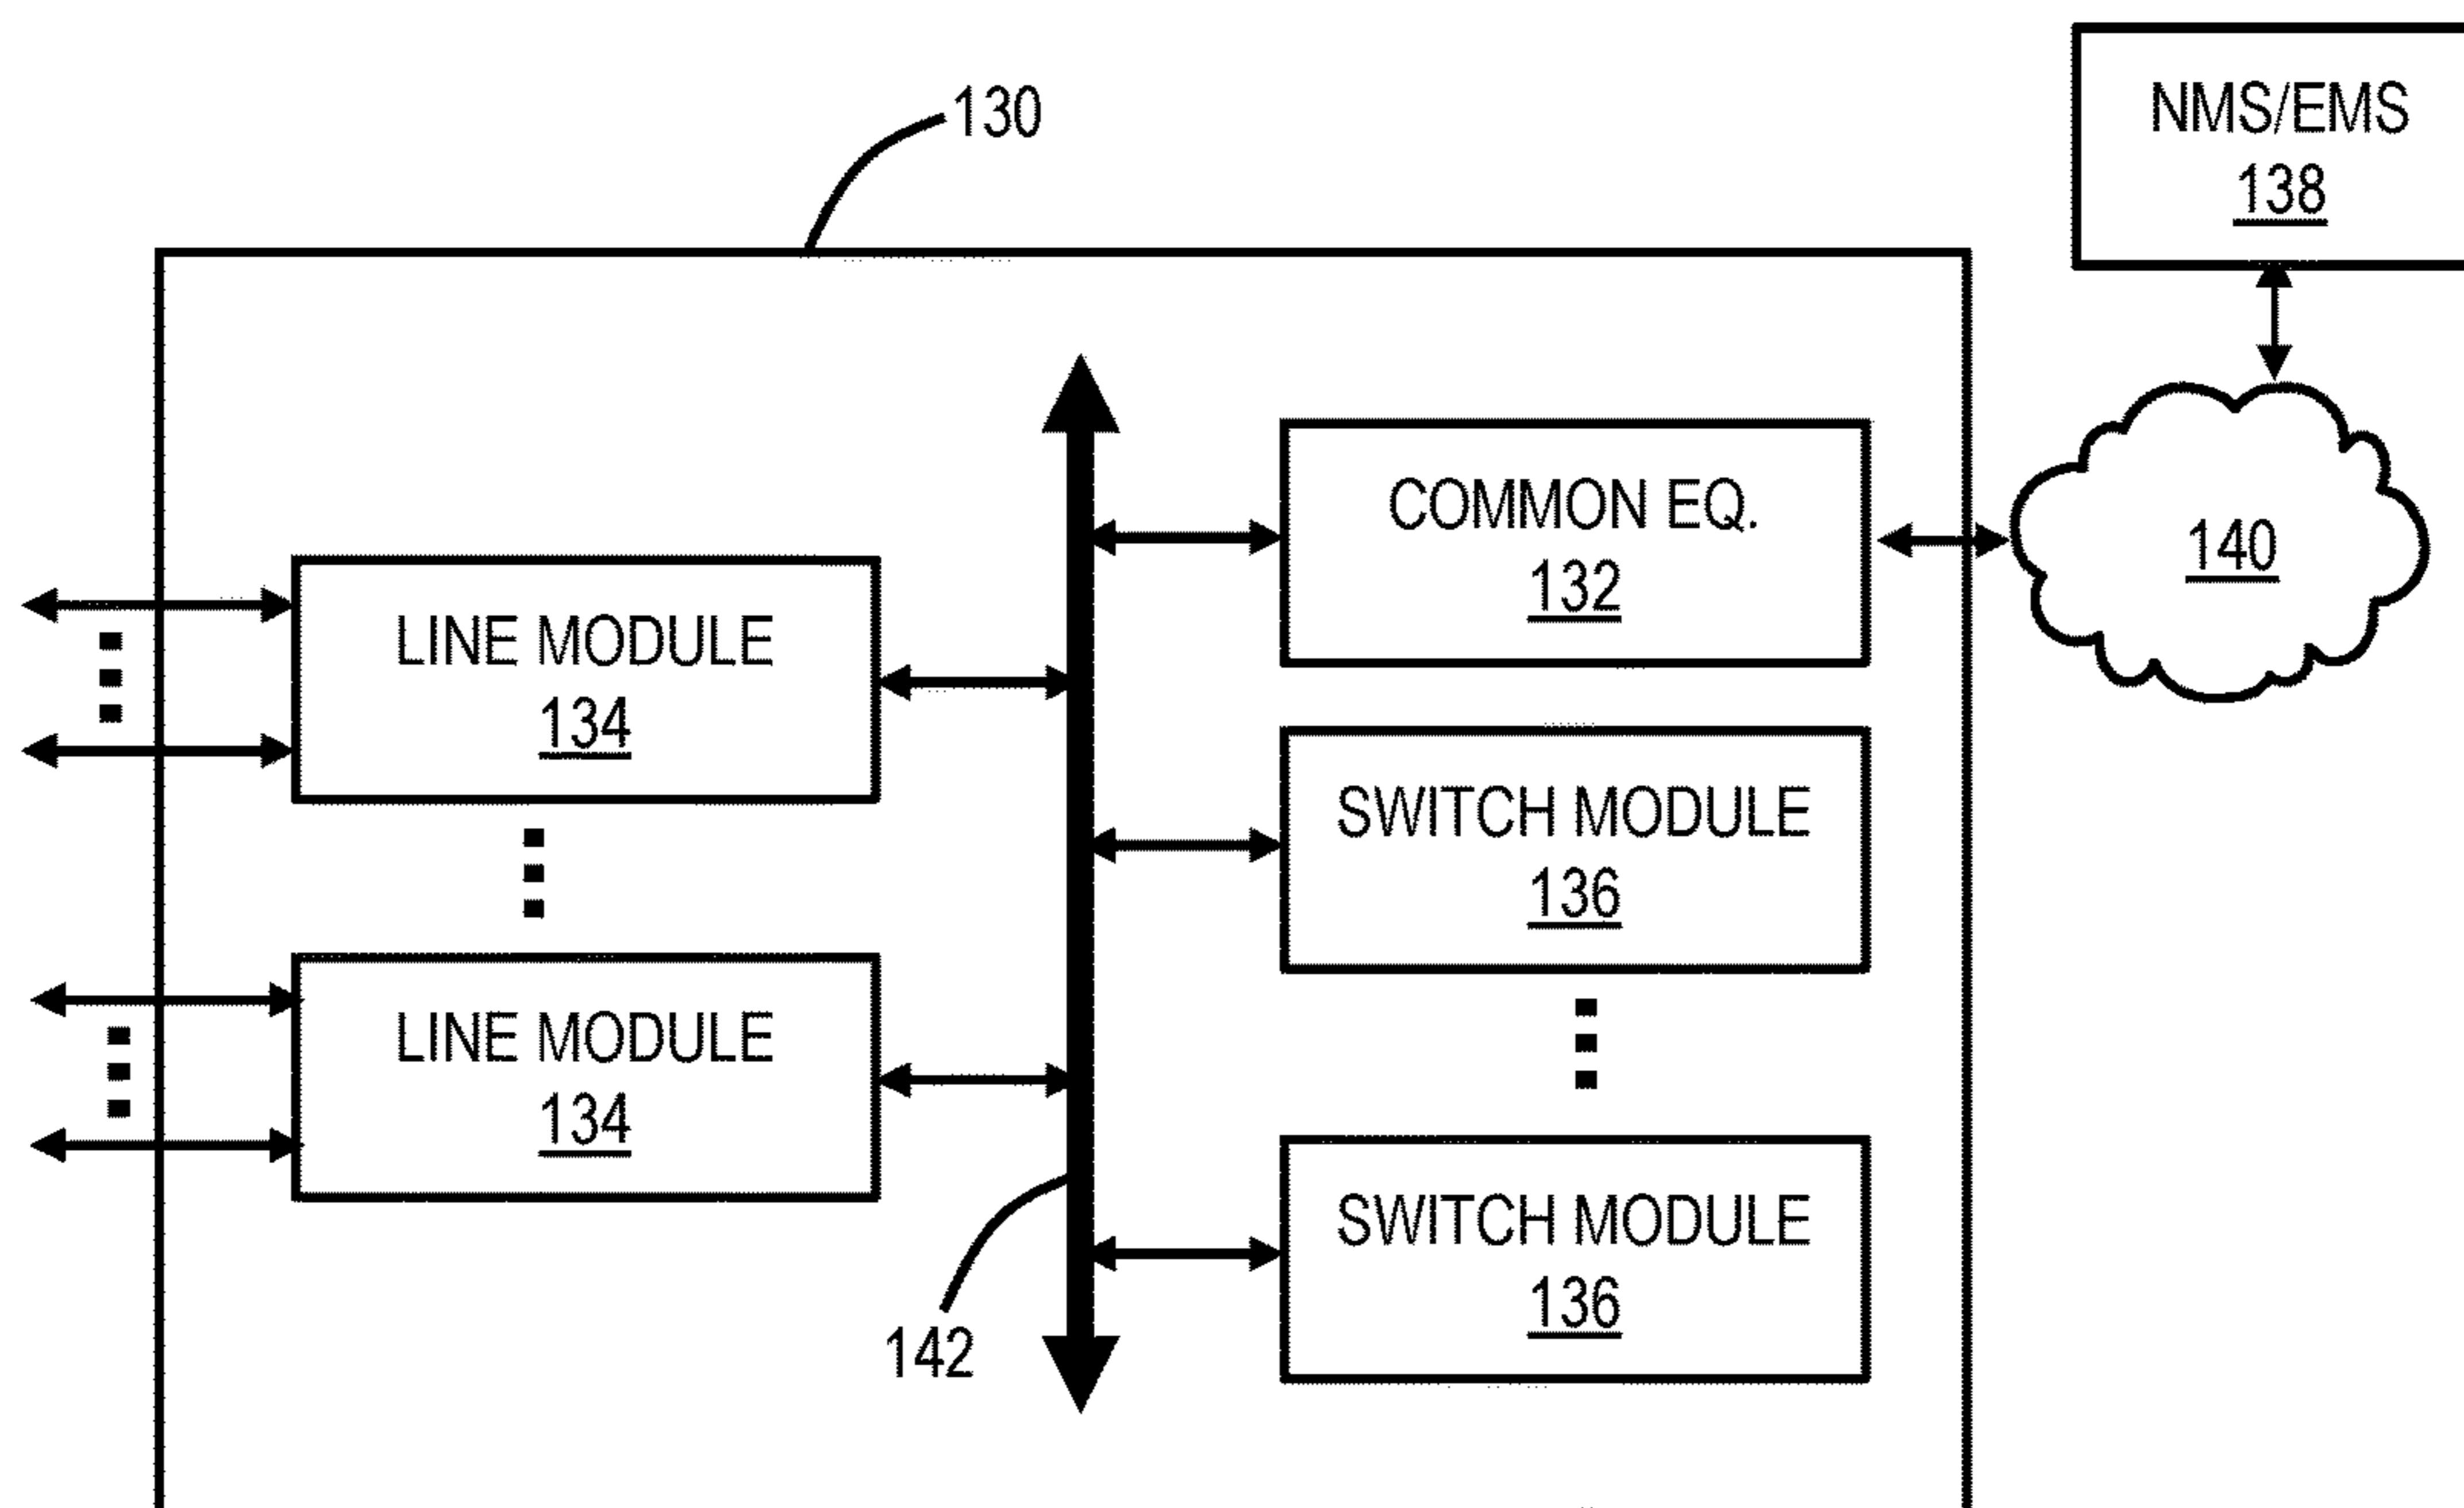 130
NMS/EMS
138
COMMON EQ.
132
140
LINE MODULE
134
SWITCH MODULE
136
LINE MODULE
134
SWITCH MODULE
136
142